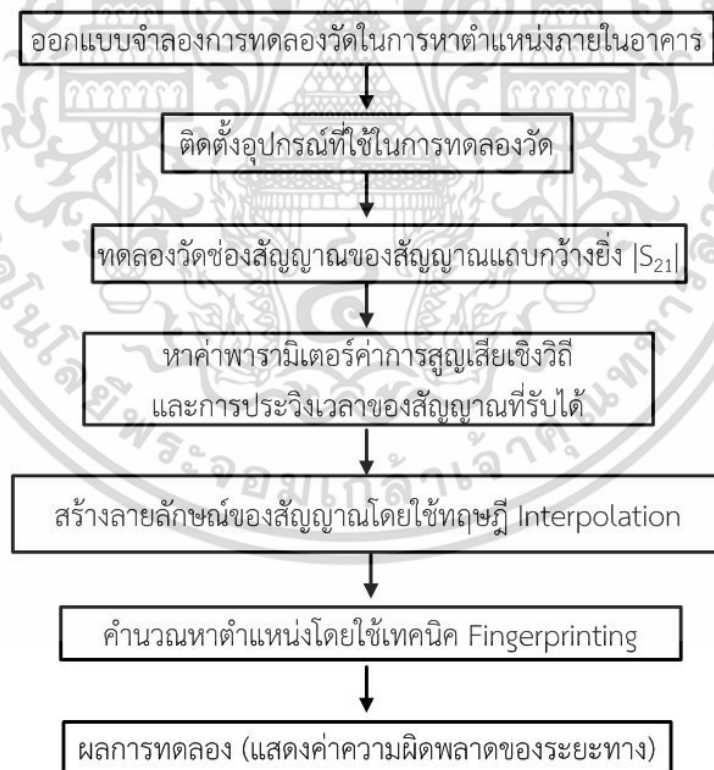 ออกแบบจำลองการทดลองวัดในการหาตำแหน่งภายในอาคาร
ติดตั้งอุปกรณ์ที่ใช้ในการทดลองวัด
ทดลองวัดช่องสัญญาณของสัญญาณแถบกว้างยิ่ง |S₂₁|
หาค่าพารามิเตอร์ค่าการสูญเสียเชิงวิถี
และการประวิงเวลาของสัญญาณที่รับได้
สร้างลายลักษณ์ของสัญญาณโดยใช้ทฤษฎี Interpolation
คำนวณหาตำแหน่งโดยใช้เทคนิค Fingerprinting
ผลการทดลอง (แสดงค่าความผิดพลาดของระยะทาง)